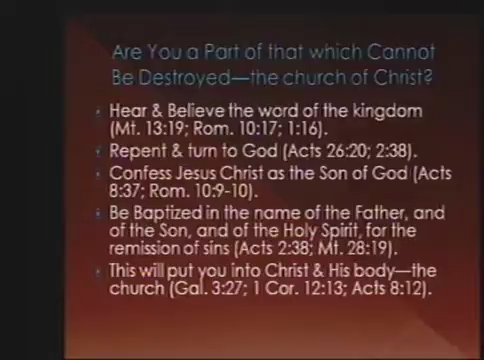 Are You a Part of that which Cannot
Be Destroyed—the church of Christ?
Hear & Believe the word of the kingdom
(Mt. 13:19; Rom. 10:17; 1:16).
Repent & turn to God (Acts 26:20; 2:38).
Confess Jesus Christ as the Son of God (Acts
8:37; Rom. 10:9-10).
Be Baptized in the name of the Father, and
of the Son, and of the Holy Spirit, for the
remission of sins (Acts 2:38; Mt. 28:19).
This will put you into Christ & His body—the
church (Gal. 3:27; 1 Cor. 12:13; Acts 8:12).